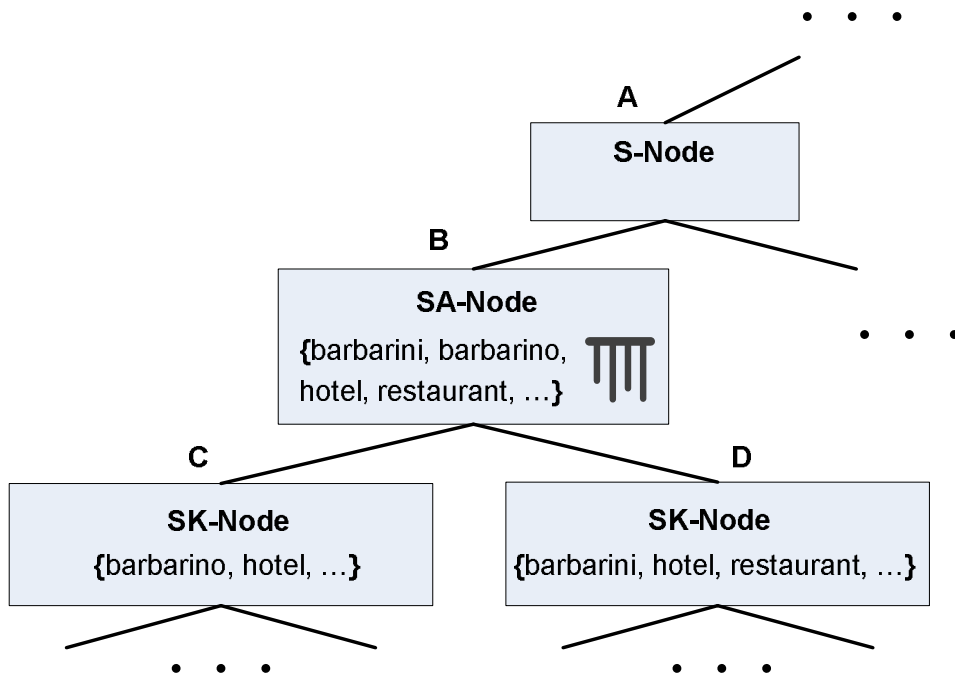 A
S-Node
B
SA-Node
{barbarini, barbarino,
hotel, restaurant, …}
C
D
SK-Node
{barbarino, hotel, …}
SK-Node
{barbarini, hotel, restaurant, …}